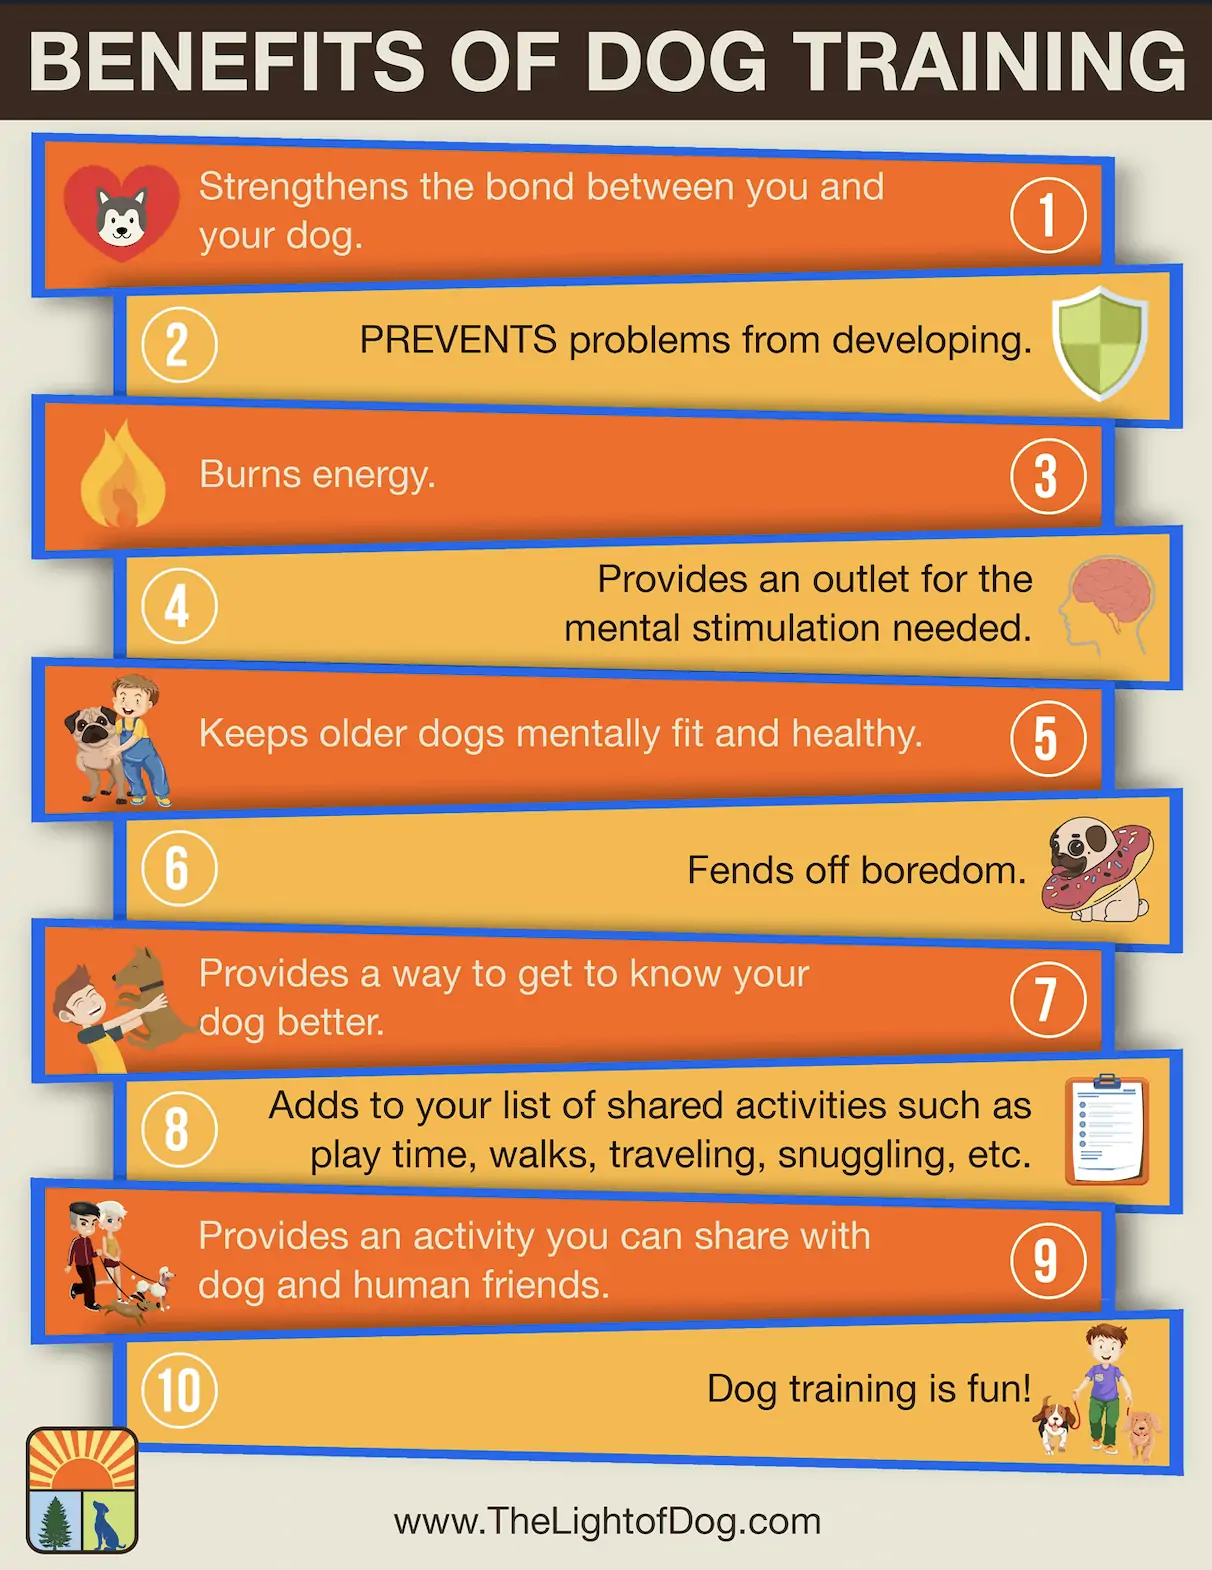 BENEFITS OF DOG TRAINING
Strengthens the bond between you and
your dog.
1
2
PREVENTS problems from developing.
Burns energy.
3
4
Provides an outlet for the
mental stimulation needed.
Keeps older dogs mentally fit and healthy.
5
6
Fends off boredom.
Provides a way to get to know your
dog better.
7
8
Adds to your list of shared activities such as
play time, walks, traveling, snuggling, etc.
Provides an activity you can share with
dog and human friends.
9
10
Dog training is fun!
www.TheLightofDog.com